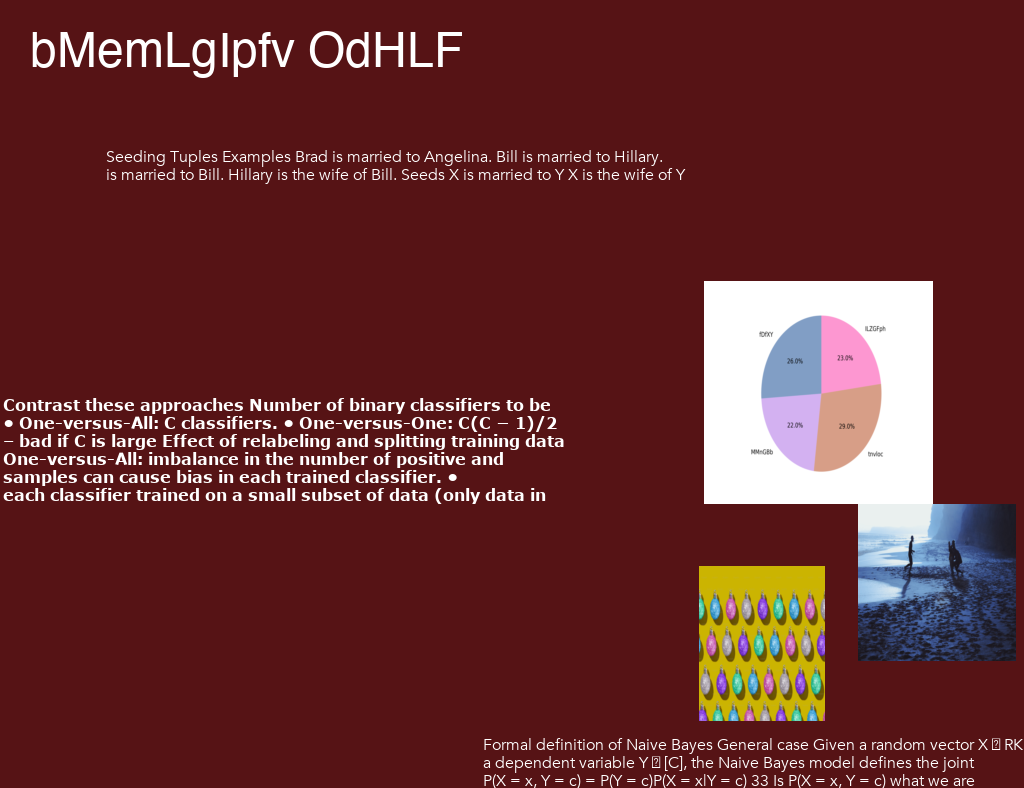 bMemLgIpfv OdHLF
Seeding Tuples Examples Brad is married to Angelina. Bill is married to Hillary.
is married to Bill. Hillary is the wife of Bill. Seeds X is married to Y X is the wife of Y
fDfXY
ILZGFph
26.0%
23.0%
22.0%
29.0%
MMnGBb
tnvloc
Contrast these approaches Number of binary classifiers to be
● One-versus-All: C classifiers. ● One-versus-One: C(C − 1)/2
− bad if C is large Effect of relabeling and splitting training data
One-versus-All: imbalance in the number of positive and
samples can cause bias in each trained classifier. ●
each classifier trained on a small subset of data (only data in
Formal definition of Naive Bayes General case Given a random vector X RK
a dependent variable Y [C], the Naive Bayes model defines the joint
P(X = x, Y = c) = P(Y = c)P(X = x|Y = c) 33 Is P(X = x, Y = c) what we are